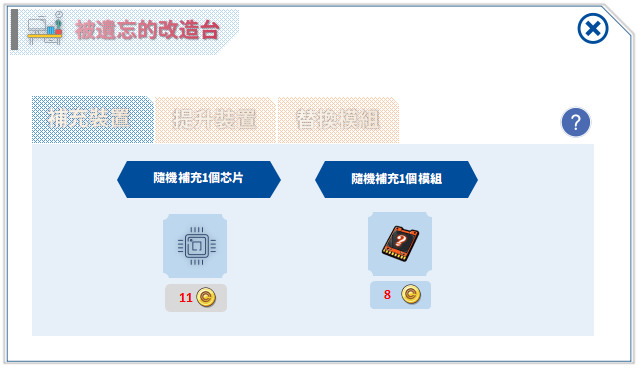 被遺忘的改造台
補充裝置
提升裝置
替換模組
?
隨機補充1個芯片
隨機補充1個模組
?
11
8